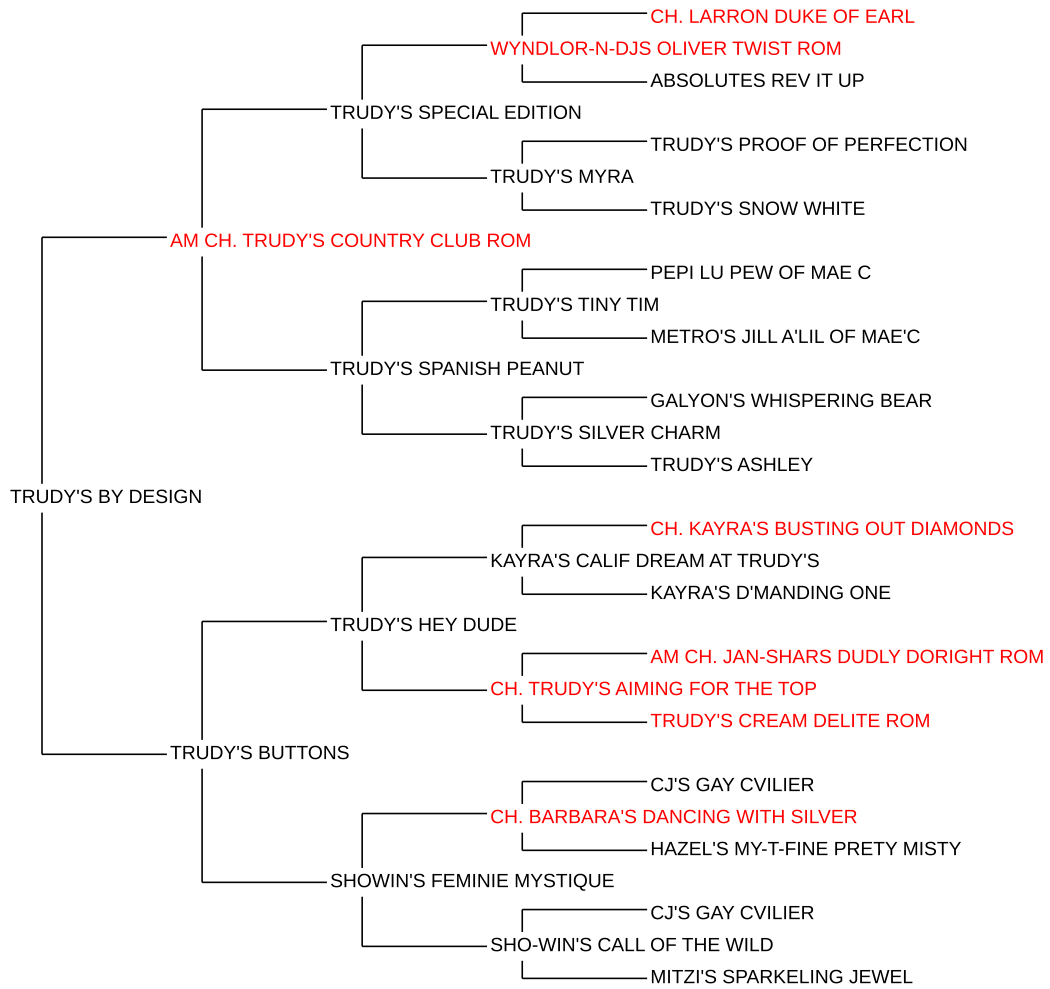 CH. LARRON DUKE OF EARL
WYNDLOR-N-DJS OLIVER TWIST ROM
ABSOLUTES REV IT UP
TRUDY'S SPECIAL EDITION
TRUDY'S PROOF OF PERFECTION
TRUDY'S MYRA
TRUDY'S SNOW WHITE
AM CH. TRUDY'S COUNTRY CLUB ROM
PEPI LU PEW OF MAE C
TRUDY'S TINY TIM
METRO'S JILL A'LIL OF MAE'C
TRUDY'S SPANISH PEANUT
GALYON'S WHISPERING BEAR
TRUDY'S SILVER CHARM
TRUDY'S ASHLEY
TRUDY'S BY DESIGN
CH. KAYRA'S BUSTING OUT DIAMONDS
KAYRA'S CALIF DREAM AT TRUDY'S
KAYRA'S D'MANDING ONE
TRUDY'S HEY DUDE
AM CH. JAN-SHARS DUDLY DORIGHT ROM
CH. TRUDY'S AIMING FOR THE TOP
TRUDY'S CREAM DELITE ROM
TRUDY'S BUTTONS
CJ'S GAY CVILIER
CH. BARBARA'S DANCING WITH SILVER
HAZEL'S MY-T-FINE PRETY MISTY
SHOWIN'S FEMINIE MYSTIQUE
CJ'S GAY CVILIER
SHO-WIN'S CALL OF THE WILD
MITZI'S SPARKELING JEWEL